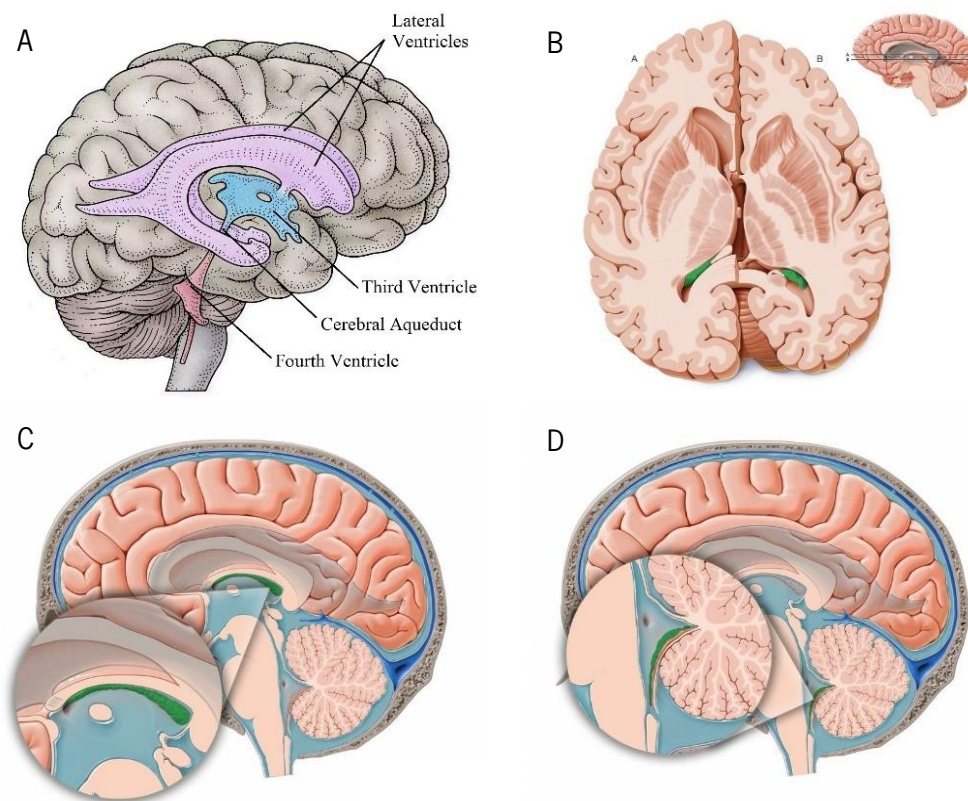 A
Lateral
Ventricles
Third Ventricle
Cerebral Aqueduct
Fourth Ventricle
B
A
B
C
D